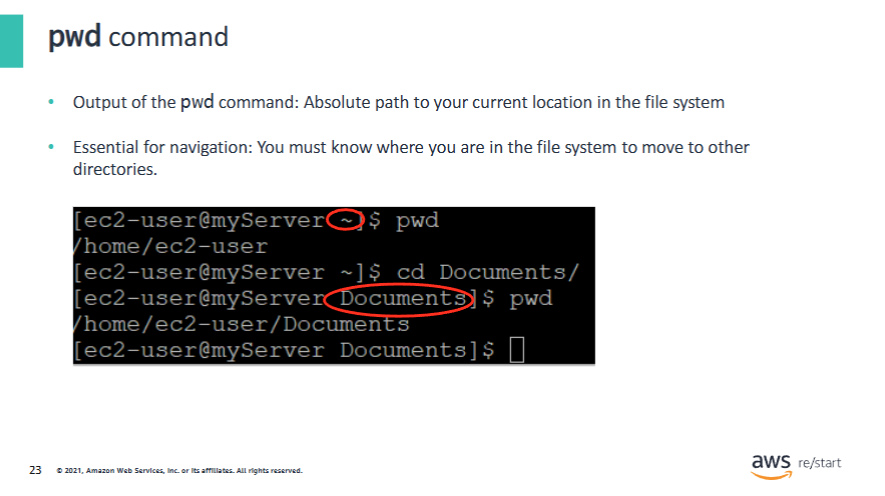 pwd command
• Output of the pwd command: Absolute path to your current location in the file system
• Essential for navigation: You must know where you are in the file system to move to other
directories.
[ec2-user@myServer ~]$ pwd
/home/ec2-user
[ec2-user@myServer ~]$ cd Documents/
[ec2-user@myServer Documents]$ pwd
/home/ec2-user/Documents
[ec2-user@myServer Documents]$
23 © 2021, Amazon Web Services, Inc. or its affiliates. All rights reserved.
aws re/start